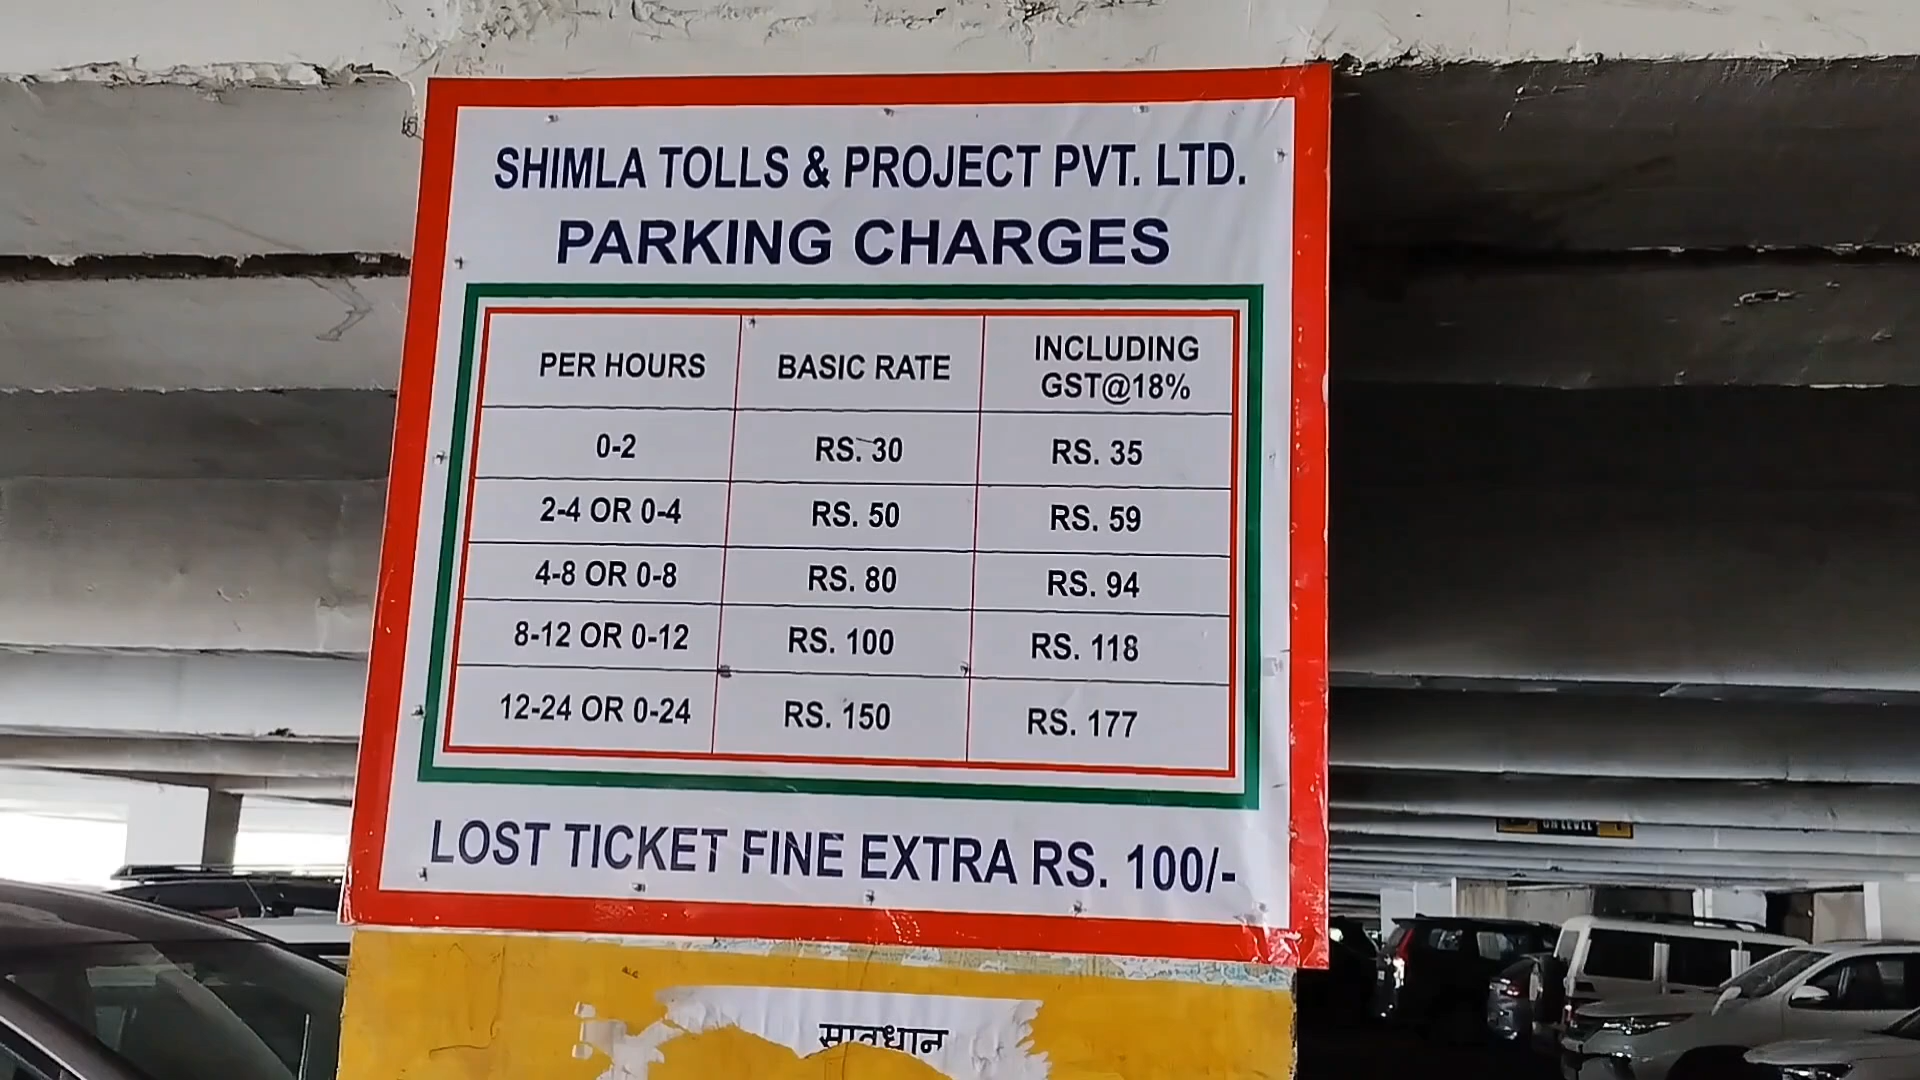 SHIMLA TOLLS & PROJECT PVT. LTD.
PARKING CHARGES
PER HOURS BASIC RATE INCLUDING GST@18%
0-2 RS. 30 RS. 35
2-4 OR 0-4 RS. 50 RS. 59
4-8 OR 0-8 RS. 80 RS. 94
8-12 OR 0-12 RS. 100 RS. 118
12-24 OR 0-24 RS. 150 RS. 177
LOST TICKET FINE EXTRA RS. 100/-
सावधान